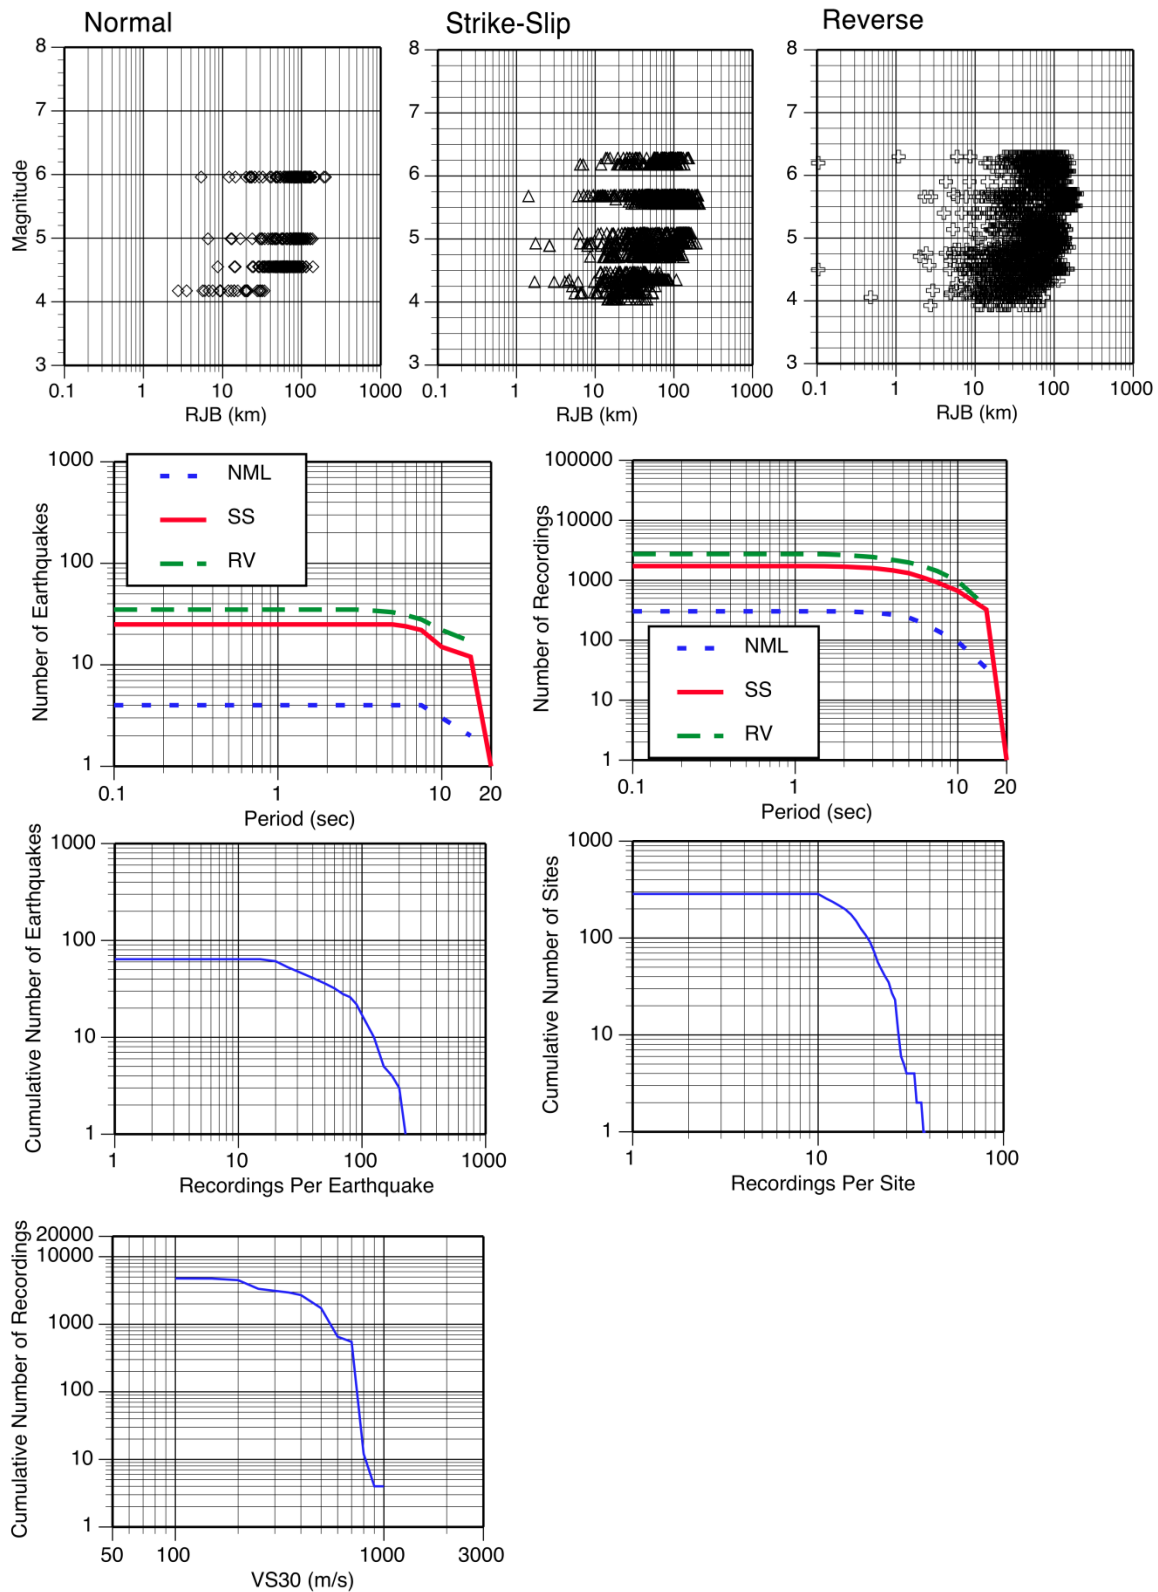 Normal
Strike-Slip
Reverse
8
7
6
5
4
3
Magnitude
0.1 1 10 100 1000
RJB (km)
8
7
6
5
4
3
0.1 1 10 100 1000
RJB (km)
8
7
6
5
4
3
0.1 1 10 100 1000
RJB (km)
1000
100
10
1
Number of Earthquakes
NML
SS
RV
0.1 1 10 20
Period (sec)
100000
10000
1000
100
10
1
Number of Recordings
NML
SS
RV
0.1 1 10 20
Period (sec)
1000
100
10
1
Cumulative Number of Earthquakes
1 10 100 1000
Recordings Per Earthquake
1000
100
10
1
Cumulative Number of Sites
1 10 100
Recordings Per Site
20000
10000
1000
100
10
1
Cumulative Number of Recordings
50 100 1000 3000
VS30 (m/s)